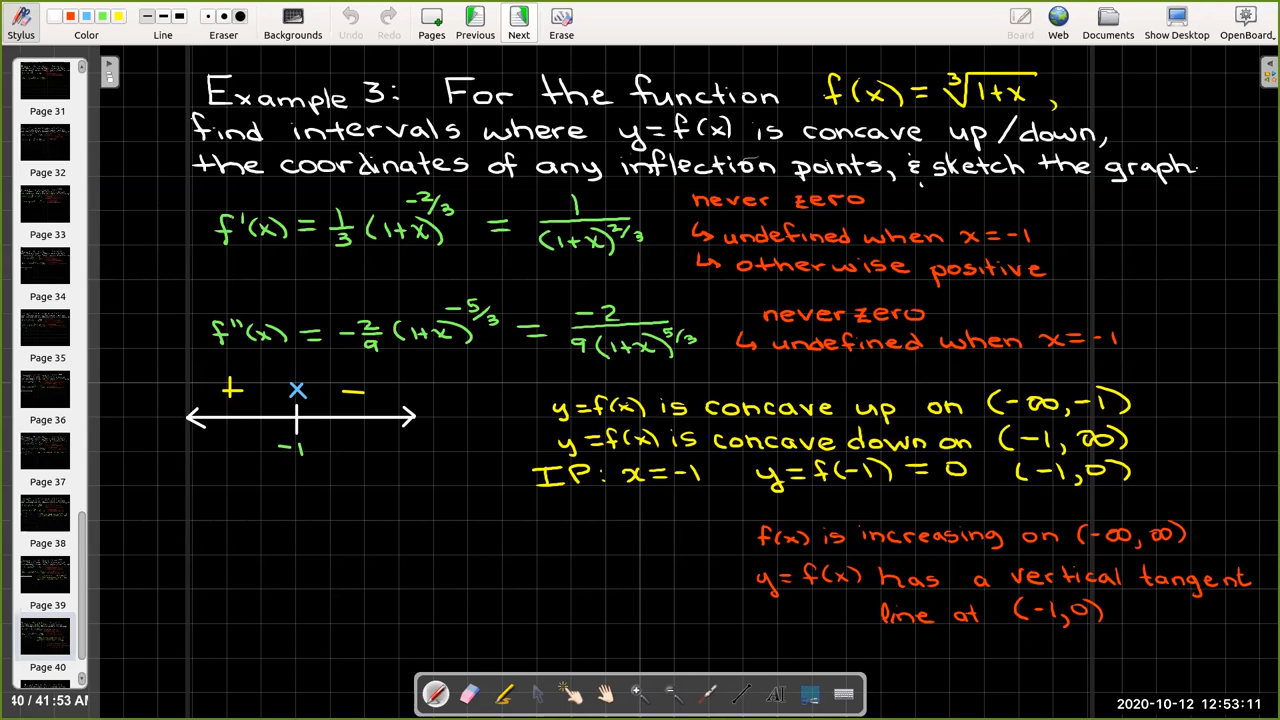 Stylus
Color
Line
Eraser
Backgrounds
Undo
Redo
Pages
Previous
Next
Erase
Board
Web
Documents
Show Desktop
OpenBoard
Page 31
Page 32
Page 33
Page 34
Page 35
Page 36
Page 37
Page 38
Page 39
Page 40
40 / 41:53 AM
Example 3: For the function f(x) = ∛(1+x),
find intervals where y=f(x) is concave up/down,
the coordinates of any inflection points, & sketch the graph.
f'(x) = 1/3 (1+x)^(-2/3) = 1/(1+x)^(2/3)
never zero
↳ undefined when x = -1
↳ otherwise positive
f"(x) = -2/9 (1+x)^(-5/3) = -2/(9(1+x)^(5/3))
never zero
↳ undefined when x = -1
+ x −
-1
y=f(x) is concave up on (-∞,-1)
y=f(x) is concave down on (-1, ∞)
IP: x=-1 y=f(-1) = 0 (-1,0)
f(x) is increasing on (-∞, ∞)
y=f(x) has a vertical tangent
line at (-1,0)
AI
2020-10-12 12:53:11